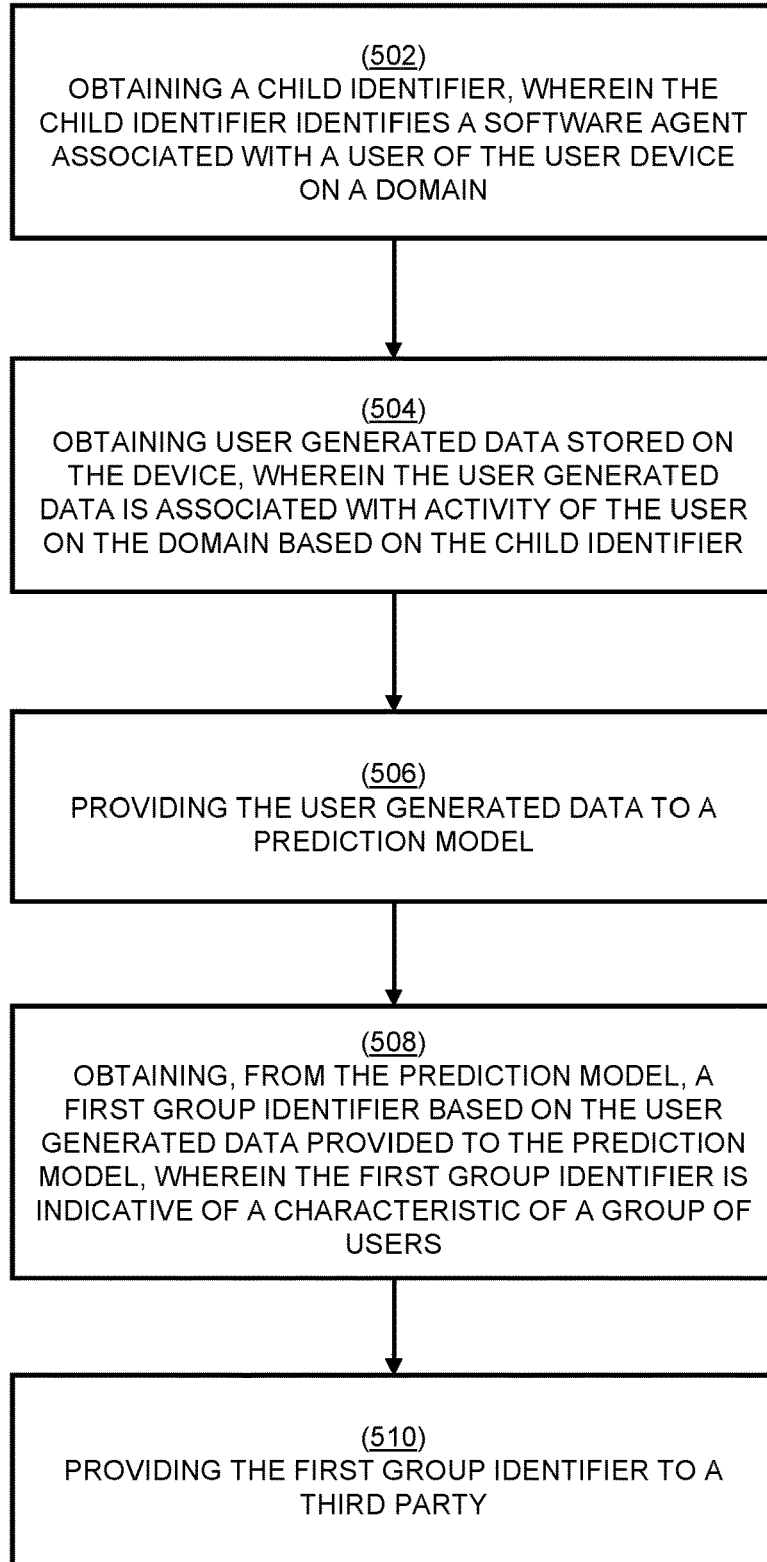 (502)
OBTAINING A CHILD IDENTIFIER, WHEREIN THE
CHILD IDENTIFIER IDENTIFIES A SOFTWARE AGENT
ASSOCIATED WITH A USER OF THE USER DEVICE
ON A DOMAIN
(504)
OBTAINING USER GENERATED DATA STORED ON
THE DEVICE, WHEREIN THE USER GENERATED
DATA IS ASSOCIATED WITH ACTIVITY OF THE USER
ON THE DOMAIN BASED ON THE CHILD IDENTIFIER
(506)
PROVIDING THE USER GENERATED DATA TO A
PREDICTION MODEL
(508)
OBTAINING, FROM THE PREDICTION MODEL, A
FIRST GROUP IDENTIFIER BASED ON THE USER
GENERATED DATA PROVIDED TO THE PREDICTION
MODEL, WHEREIN THE FIRST GROUP IDENTIFIER IS
INDICATIVE OF A CHARACTERISTIC OF A GROUP OF
USERS
(510)
PROVIDING THE FIRST GROUP IDENTIFIER TO A
THIRD PARTY